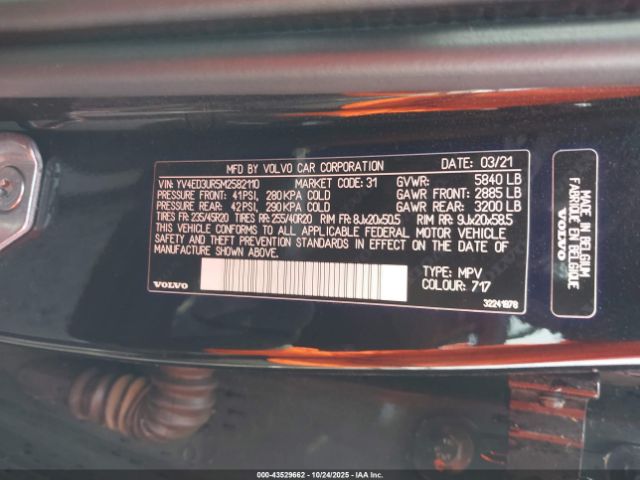 MFD BY VOLVO CAR CORPORATION DATE: 03/21
VIN: YV4ED3UR5M2582110 MARKET CODE: 31 GVWR: 5840 LB
PRESSURE FRONT: 41PSI, 280KPA COLD GAWR FRONT: 2885 LB
PRESSURE REAR: 42PSI, 290KPA COLD GAWR REAR: 3200 LB
TIRES FR: 235/45R20 TIRES RR: 255/40R20 RIM FR: 8Jx20x50.5 RIM RR: 9Jx20x58.5
THIS VEHICLE CONFORMS TO ALL APPLICABLE FEDERAL MOTOR VEHICLE
SAFETY AND THEFT PREVENTION STANDARDS IN EFFECT ON THE DATE OF
MANUFACTURE SHOWN ABOVE.
TYPE: MPV
COLOUR: 717
VOLVO
32241978
MADE IN BELGIUM
FABRIQUÉ EN BELGIQUE
VOLVO
000-43529662 - 10/24/2025 - IAAI Inc.